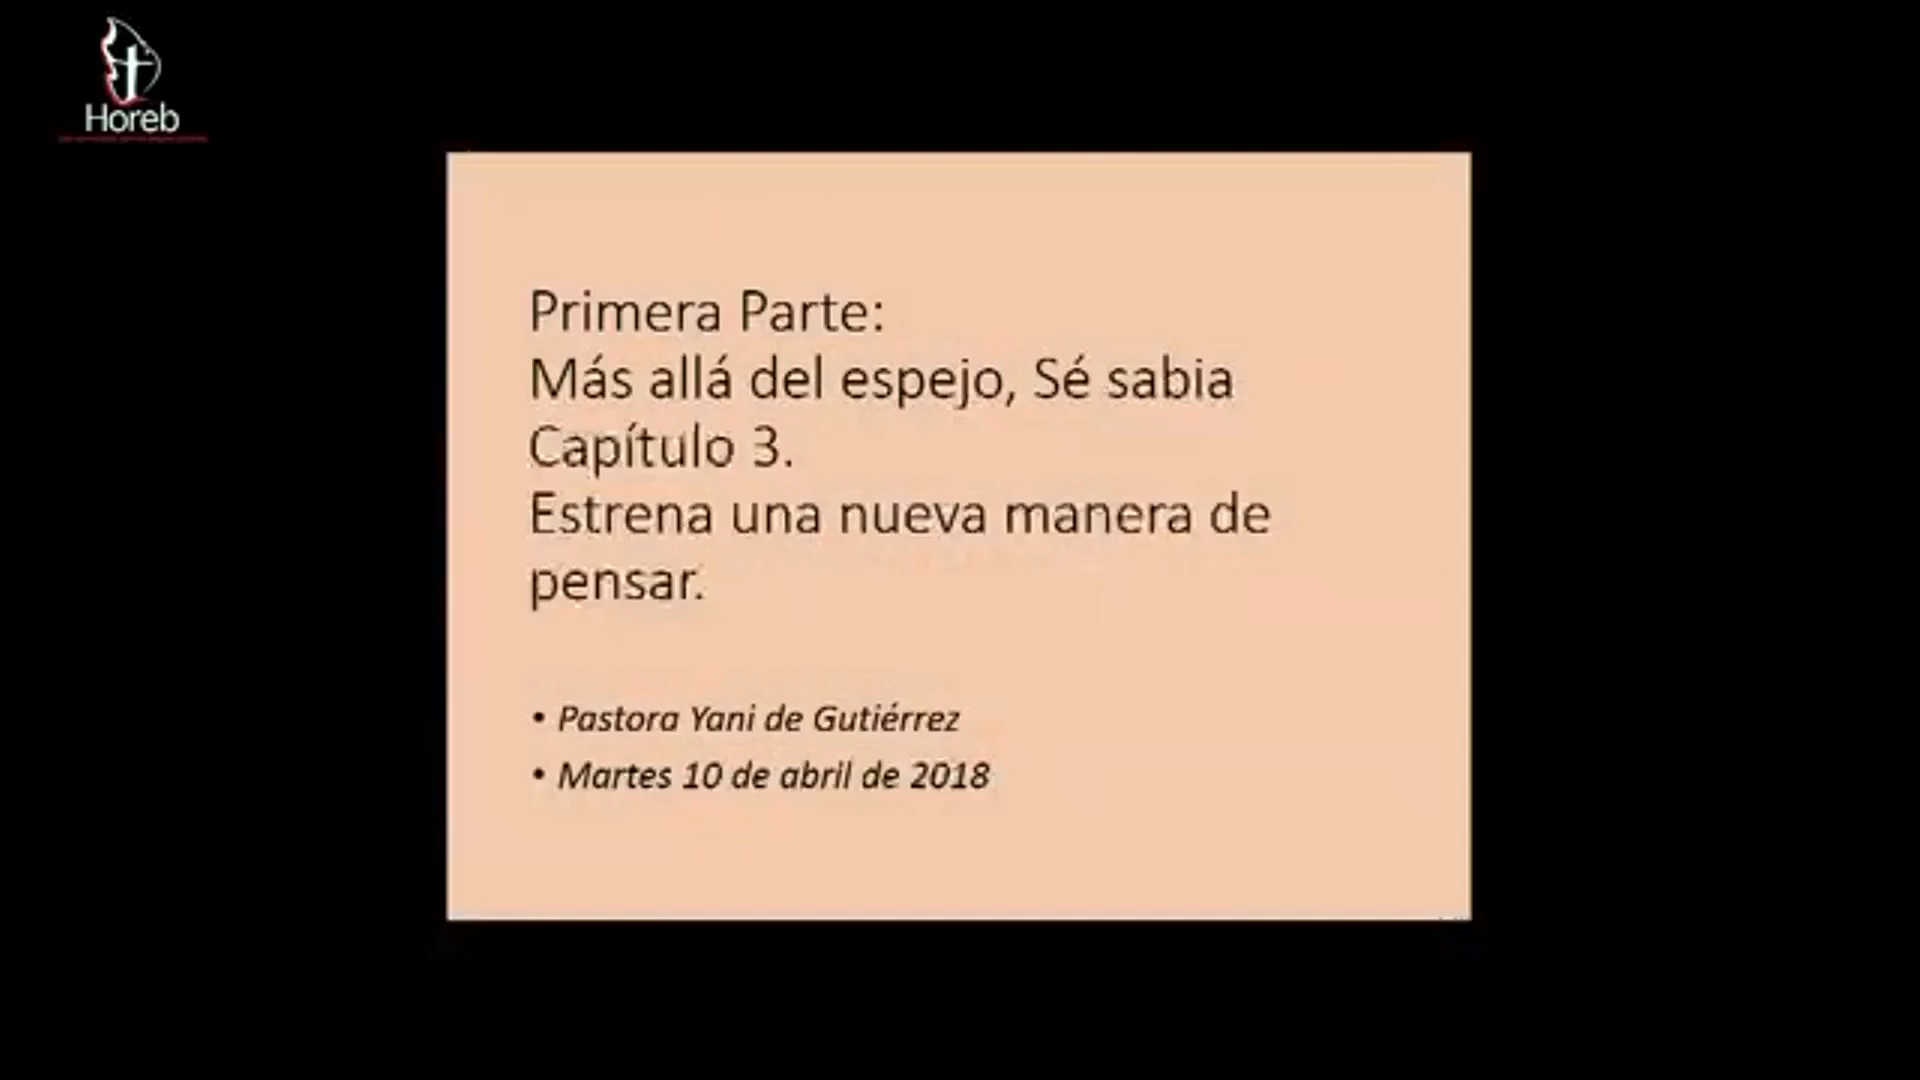 Horeb
Primera Parte:
Más allá del espejo, Sé sabia
Capítulo 3.
Estrena una nueva manera de
pensar.
• Pastora Yani de Gutiérrez
• Martes 10 de abril de 2018